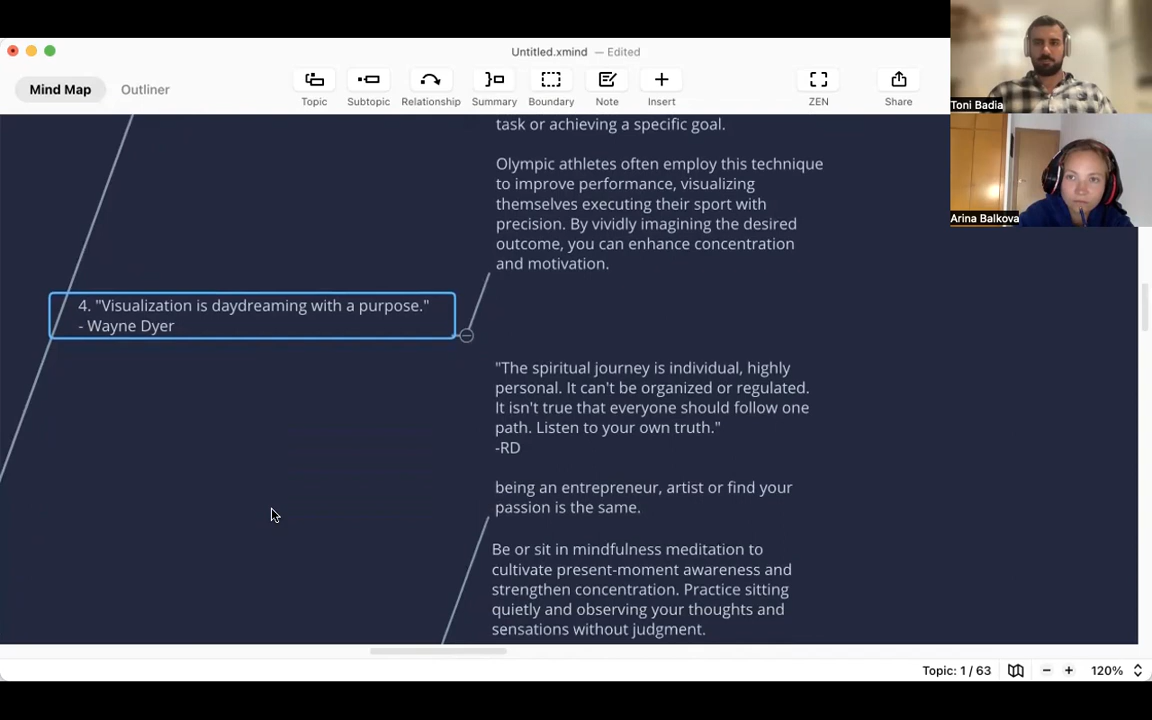 Untitled.xmind — Edited
Mind Map
Outliner
Topic
Subtopic
Relationship
Summary
Boundary
Note
Insert
ZEN
Share
Toni Badia
Arina Balkova
task or achieving a specific goal.
Olympic athletes often employ this technique
to improve performance, visualizing
themselves executing their sport with
precision. By vividly imagining the desired
outcome, you can enhance concentration
and motivation.
4. "Visualization is daydreaming with a purpose."
- Wayne Dyer
"The spiritual journey is individual, highly
personal. It can't be organized or regulated.
It isn't true that everyone should follow one
path. Listen to your own truth."
-RD
being an entrepreneur, artist or find your
passion is the same.
Be or sit in mindfulness meditation to
cultivate present-moment awareness and
strengthen concentration. Practice sitting
quietly and observing your thoughts and
sensations without judgment.
Topic: 1 / 63
120%